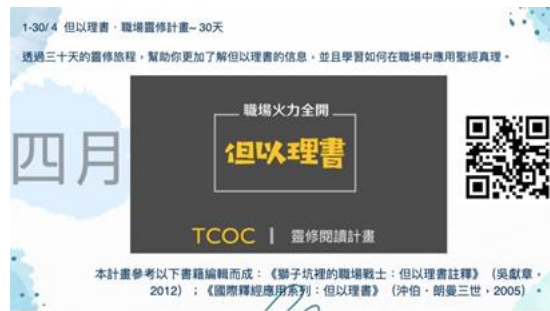 1-30/4 但以理書．職場靈修計畫– 30天
透過三十天的靈修旅程，幫助你更加了解但以理書的信息，並且學習如何在職場中應用聖經真理。
四月
職場火力全開
但以理書
TCOC | 靈修閱讀計畫
本計畫參考以下書籍編輯而成：《獅子坑裡的職場戰士：但以理書註釋》（吳獻章，
2012）；《國際釋經應用系列：但以理書》（沖伯．朗曼三世，2005）。